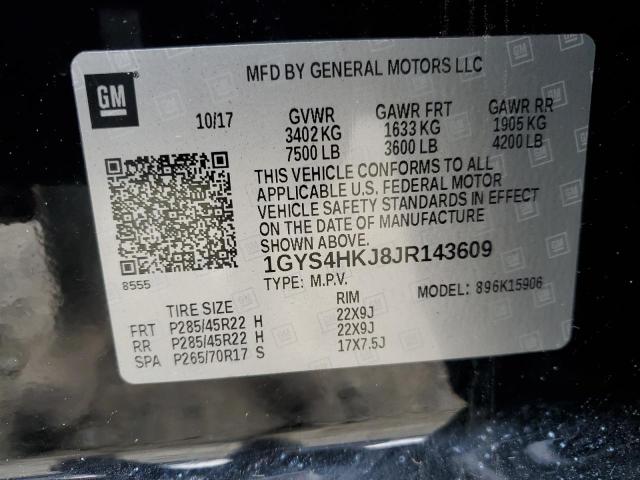 GM
MFD BY GENERAL MOTORS LLC
10/17 GVWR GAWR FRT GAWR RR
3402 KG 1633 KG 1905 KG
7500 LB 3600 LB 4200 LB
THIS VEHICLE CONFORMS TO ALL
APPLICABLE U.S. FEDERAL MOTOR
VEHICLE SAFETY STANDARDS IN EFFECT
ON THE DATE OF MANUFACTURE
SHOWN ABOVE. 1GYS4HKJ8JR143609
8555 TYPE: M.P.V. MODEL: 896K15906
TIRE SIZE RIM
FRT P285/45R22 H 22X9J
RR P285/45R22 H 22X9J
SPA P265/70R17 S 17X7.5J